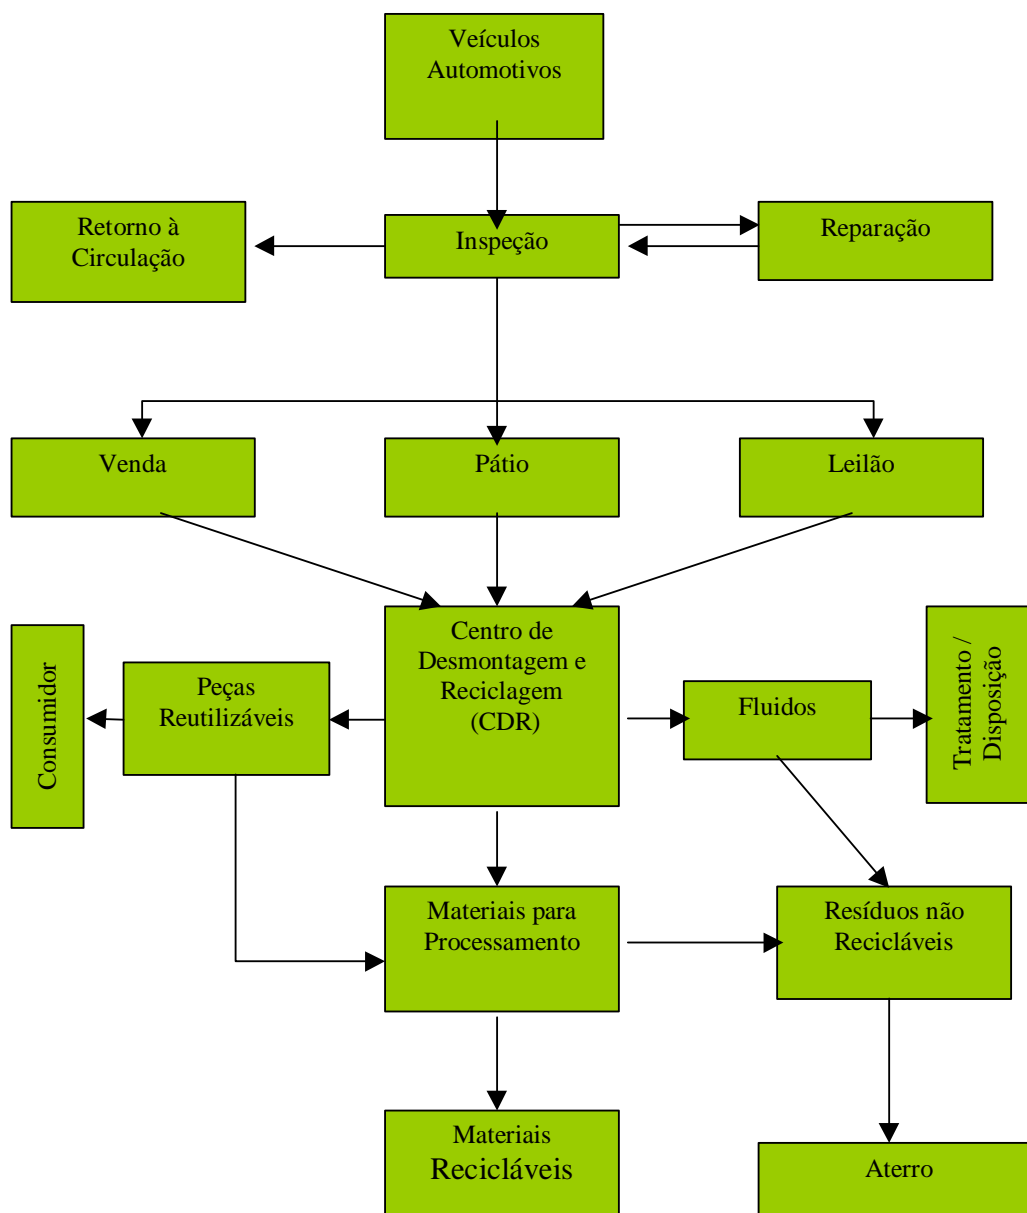 Veículos
Automotivos
Retorno à
Circulação
Inspeção
Reparação
Venda
Pátio
Leilão
Consumidor
Peças
Reutilizáveis
Centro de
Desmontagem e
Reciclagem
(CDR)
Fluidos
Tratamento /
Disposição
Materiais para
Processamento
Resíduos não
Recicláveis
Materiais
Recicláveis
Aterro